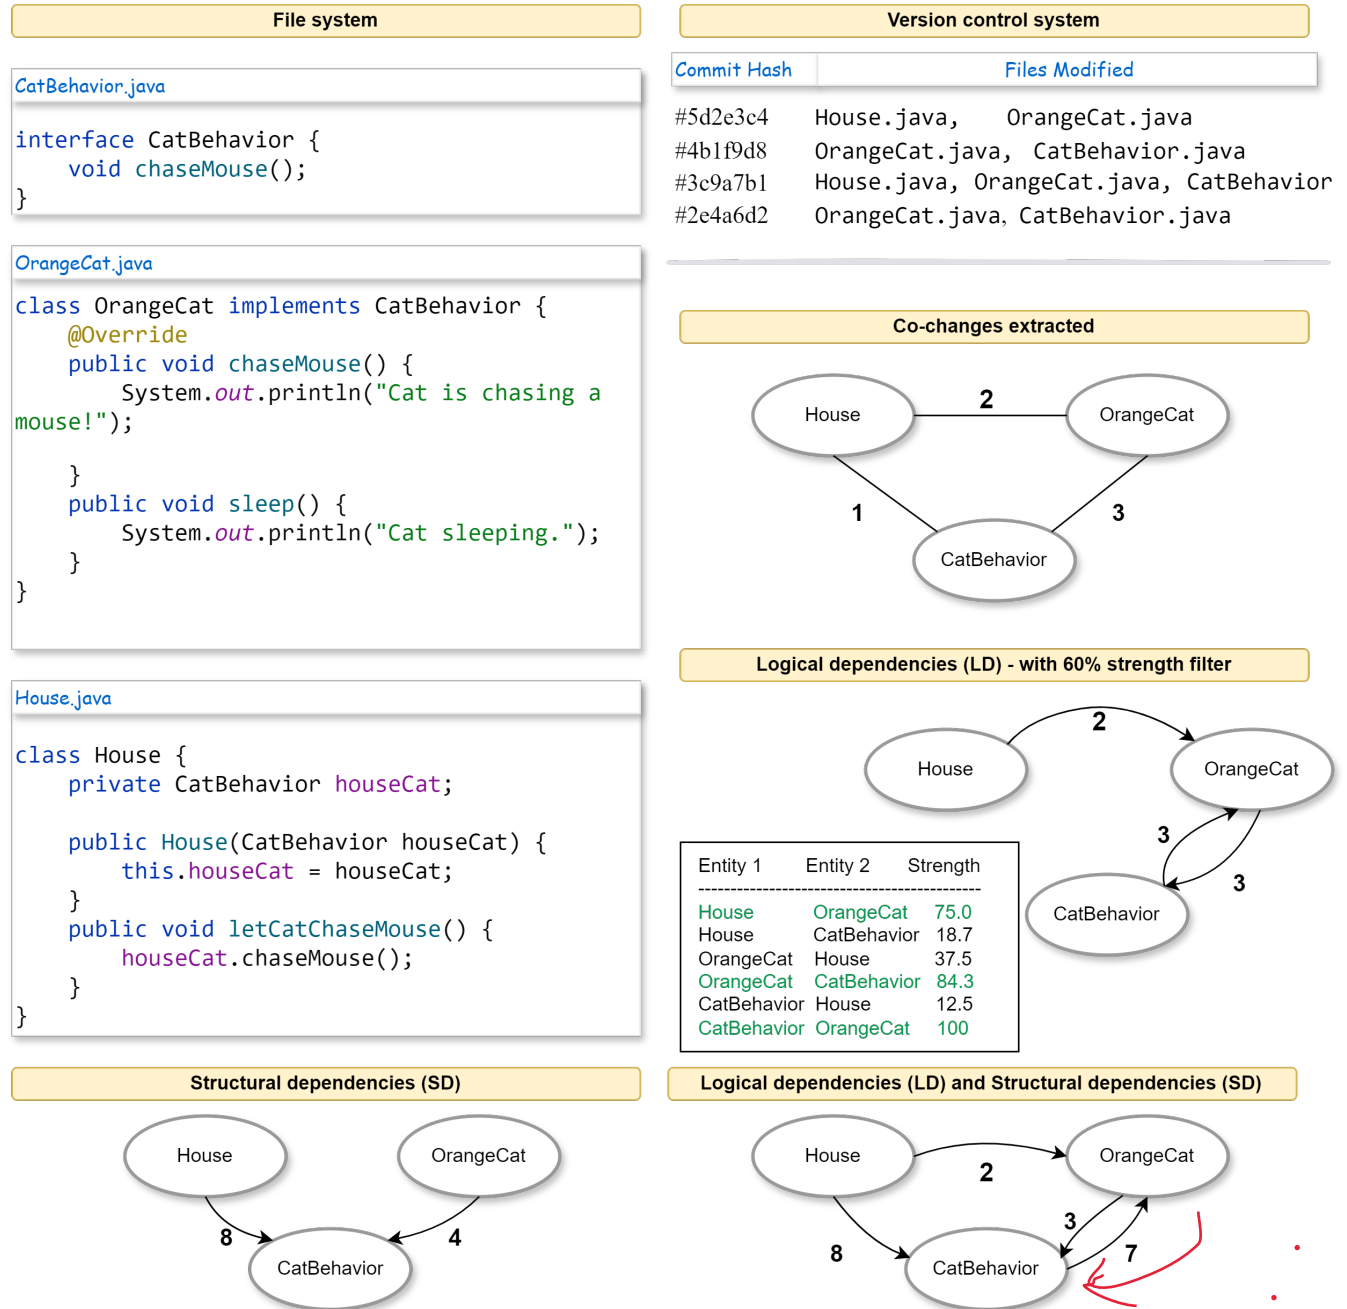 File system
CatBehavior.java
interface CatBehavior {
void chaseMouse();
}
OrangeCat.java
class OrangeCat implements CatBehavior {
@Override
public void chaseMouse() {
System.out.println("Cat is chasing a
mouse!");
}
public void sleep() {
System.out.println("Cat sleeping.");
}
}
House.java
class House {
private CatBehavior houseCat;
public House(CatBehavior houseCat) {
this.houseCat = houseCat;
}
public void letCatChaseMouse() {
houseCat.chaseMouse();
}
}
Structural dependencies (SD)
House
OrangeCat
8
4
CatBehavior
Version control system
Commit Hash Files Modified
#5d2e3c4 House.java, OrangeCat.java
#4b1f9d8 OrangeCat.java, CatBehavior.java
#3c9a7b1 House.java, OrangeCat.java, CatBehavior
#2e4a6d2 OrangeCat.java, CatBehavior.java
Co-changes extracted
House
2
OrangeCat
1
3
CatBehavior
Logical dependencies (LD) - with 60% strength filter
2
House
OrangeCat
3
3
CatBehavior
Entity 1 Entity 2 Strength
--------------------------------------------
House OrangeCat 75.0
House CatBehavior 18.7
OrangeCat House 37.5
OrangeCat CatBehavior 84.3
CatBehavior House 12.5
CatBehavior OrangeCat 100
Logical dependencies (LD) and Structural dependencies (SD)
House
2
OrangeCat
8
3
7
CatBehavior